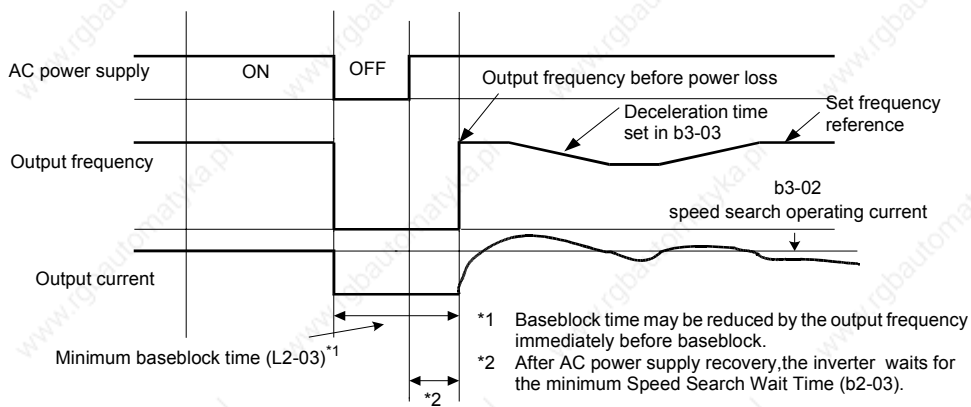 AC power supply
ON
OFF
Output frequency before power loss
Deceleration time
set in b3-03
Set frequency
reference
Output frequency
b3-02
speed search operating current
Output current
*1 Baseblock time may be reduced by the output frequency
immediately before baseblock.
Minimum baseblock time (L2-03)*1
*2 After AC power supply recovery,the inverter waits for
the minimum Speed Search Wait Time (b2-03).
*2
www.rgbautomatyka.pl